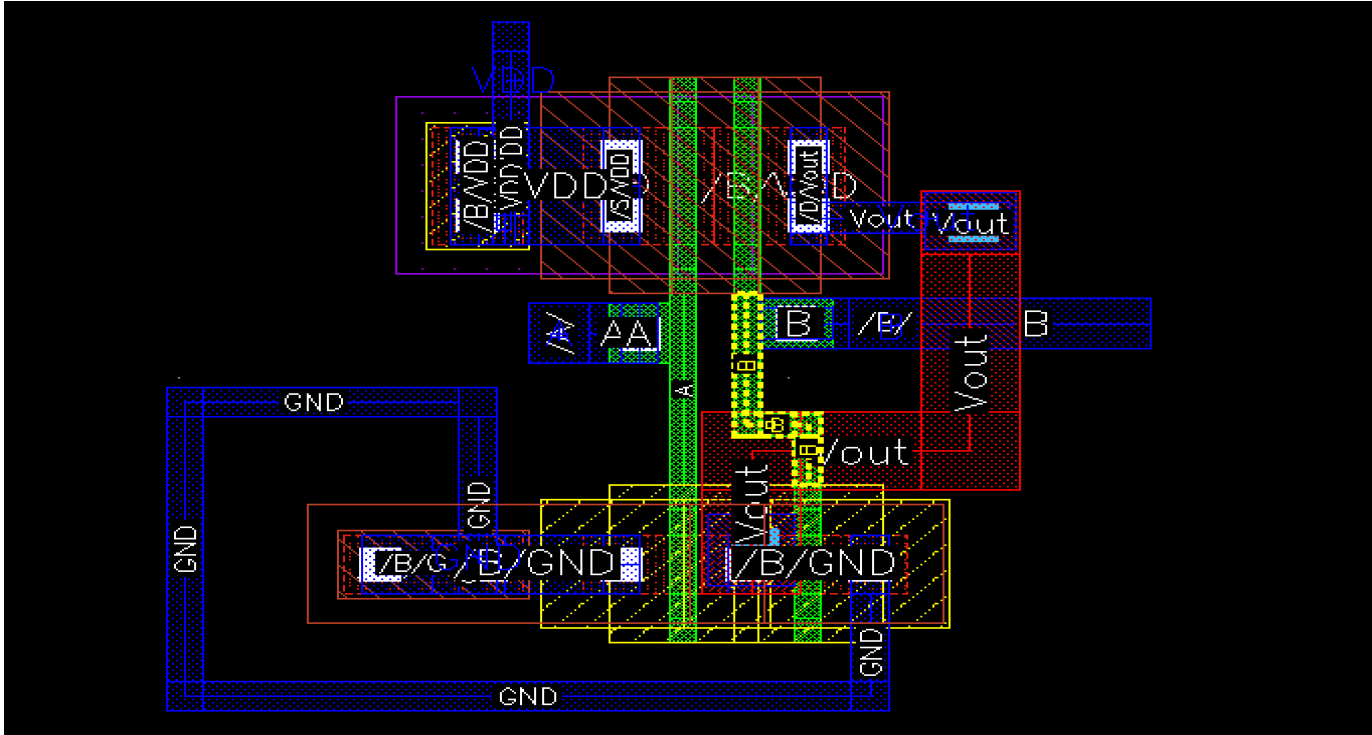 VDD
/B/VDD
VDD
VDD
/S/VDD
/D/Vout
Vout
Vout
A
AA
B
/B/
B
B
A
B
B
Vout
/out
Vout
GND
GND
GND
/B/G
GND
/B/GND
/B/GND
GND
GND